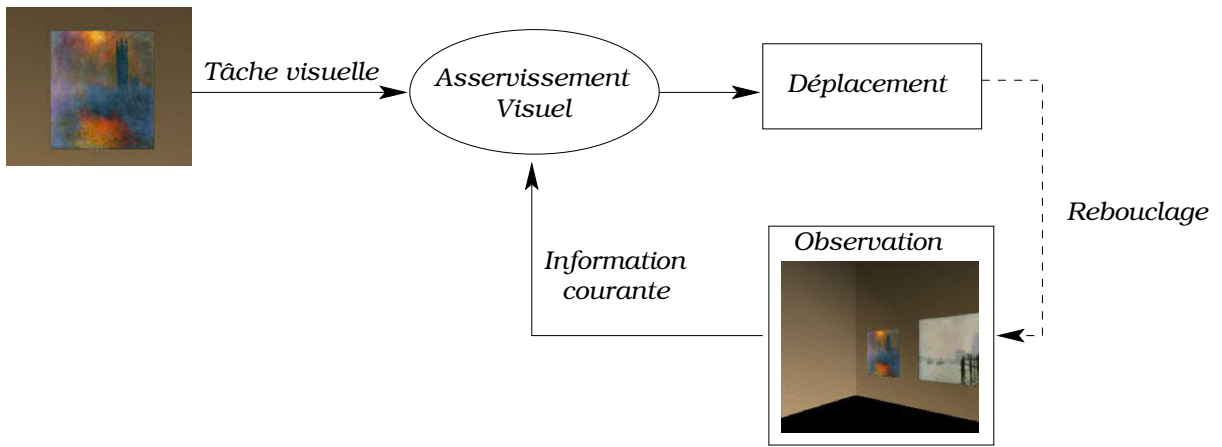 Tâche visuelle
Asservissement
Visuel
Déplacement
Rebouclage
Observation
Information
courante